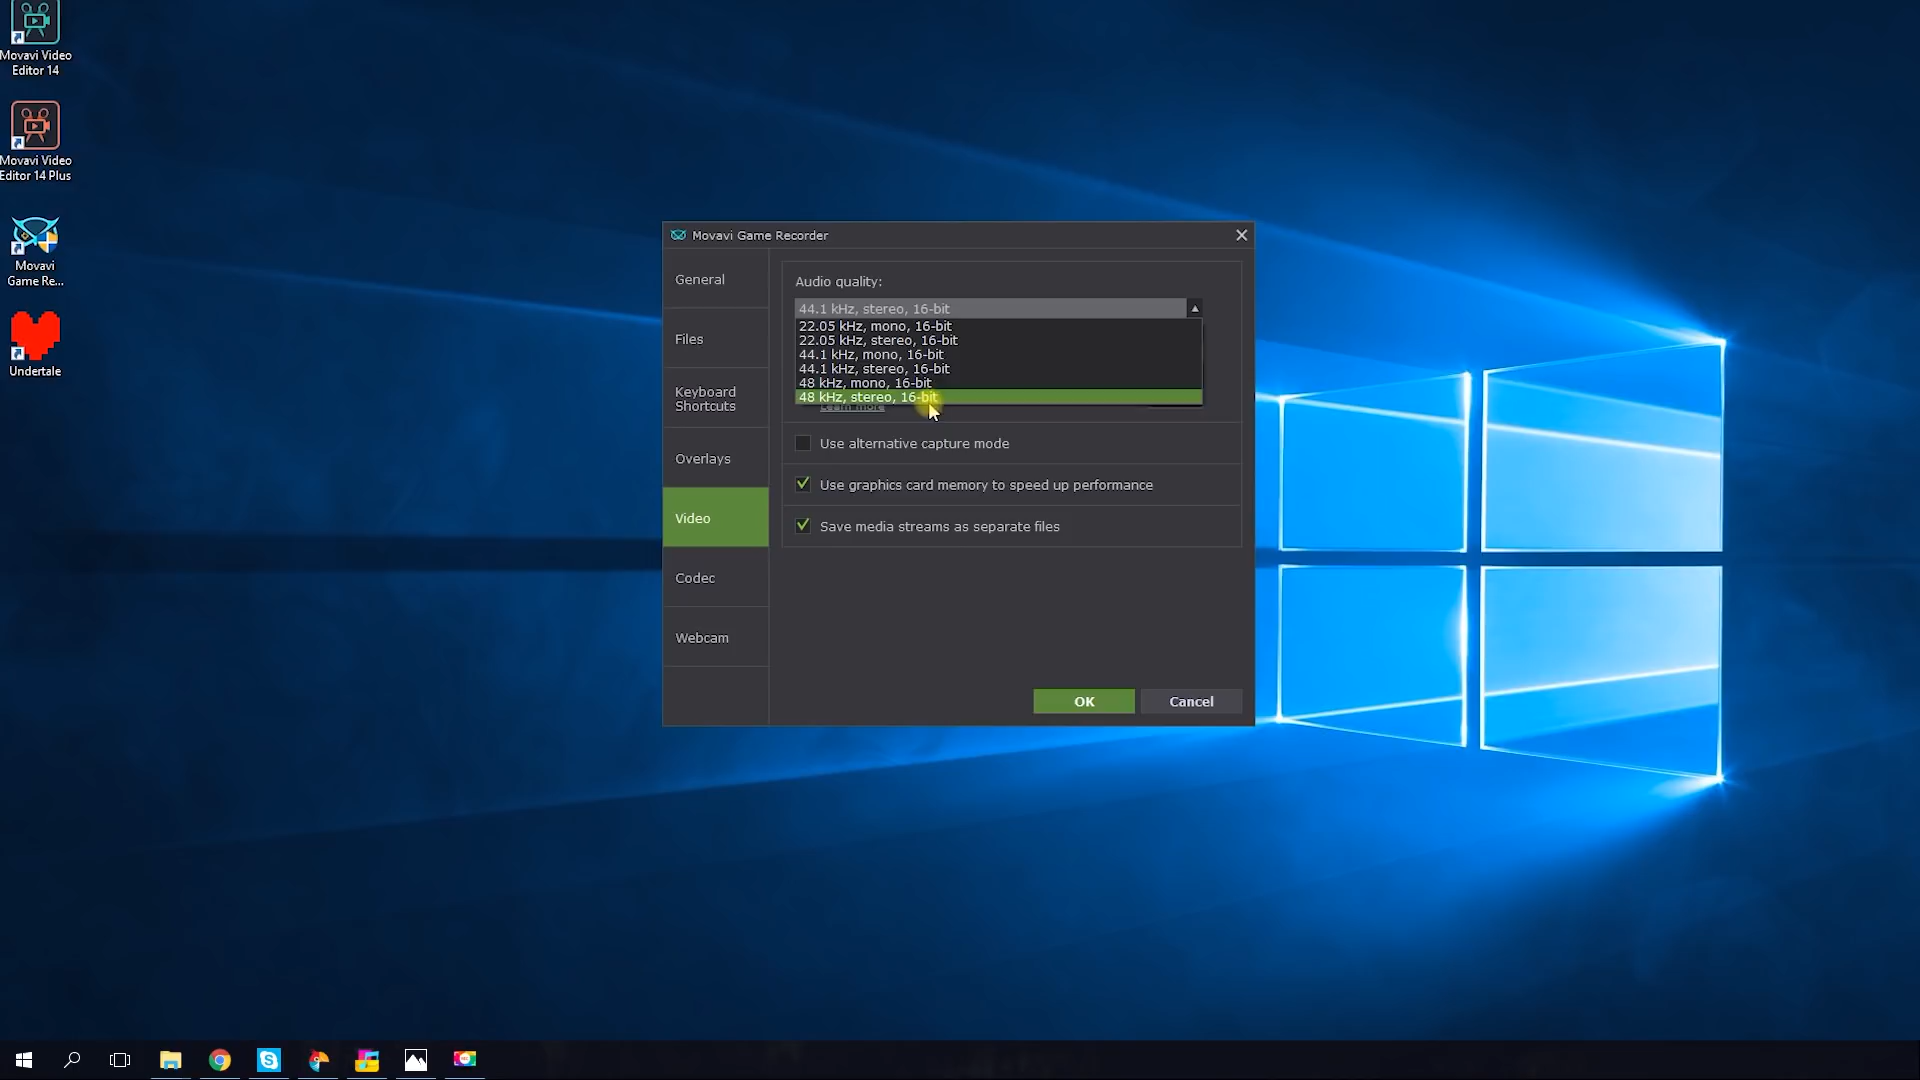 Movavi Video
Editor 14
Movavi Video
Editor 14 Plus
Movavi
Game Re...
Undertale
Movavi Game Recorder
General
Files
Keyboard
Shortcuts
Overlays
Video
Codec
Webcam
Audio quality:
44.1 kHz, stereo, 16-bit
22.05 kHz, mono, 16-bit
22.05 kHz, stereo, 16-bit
44.1 kHz, mono, 16-bit
44.1 kHz, stereo, 16-bit
48 kHz, mono, 16-bit
48 kHz, stereo, 16-bit
Learn more
Use alternative capture mode
Use graphics card memory to speed up performance
Save media streams as separate files
OK
Cancel